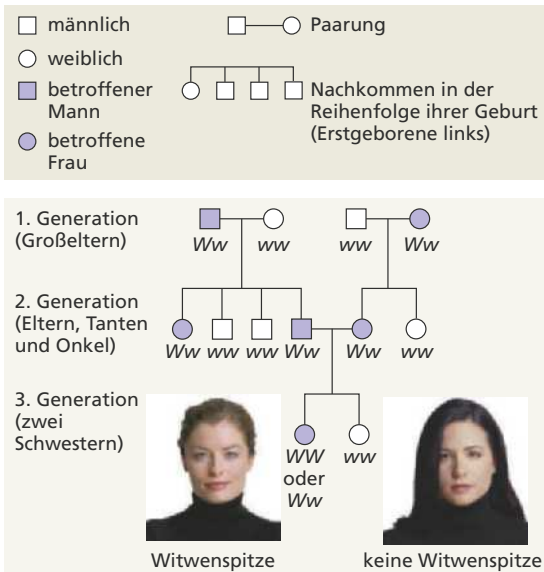 männlich
Paarung
weiblich
betroffener
Mann
Nachkommen in der
Reihenfolge ihrer Geburt
(Erstgeborene links)
betroffene
Frau
1. Generation
(Großeltern)
Ww ww ww Ww
2. Generation
(Eltern, Tanten
und Onkel)
Ww ww ww Ww Ww ww
3. Generation
(zwei
Schwestern)
WW ww
oder
Ww
Witwenspitze keine Witwenspitze